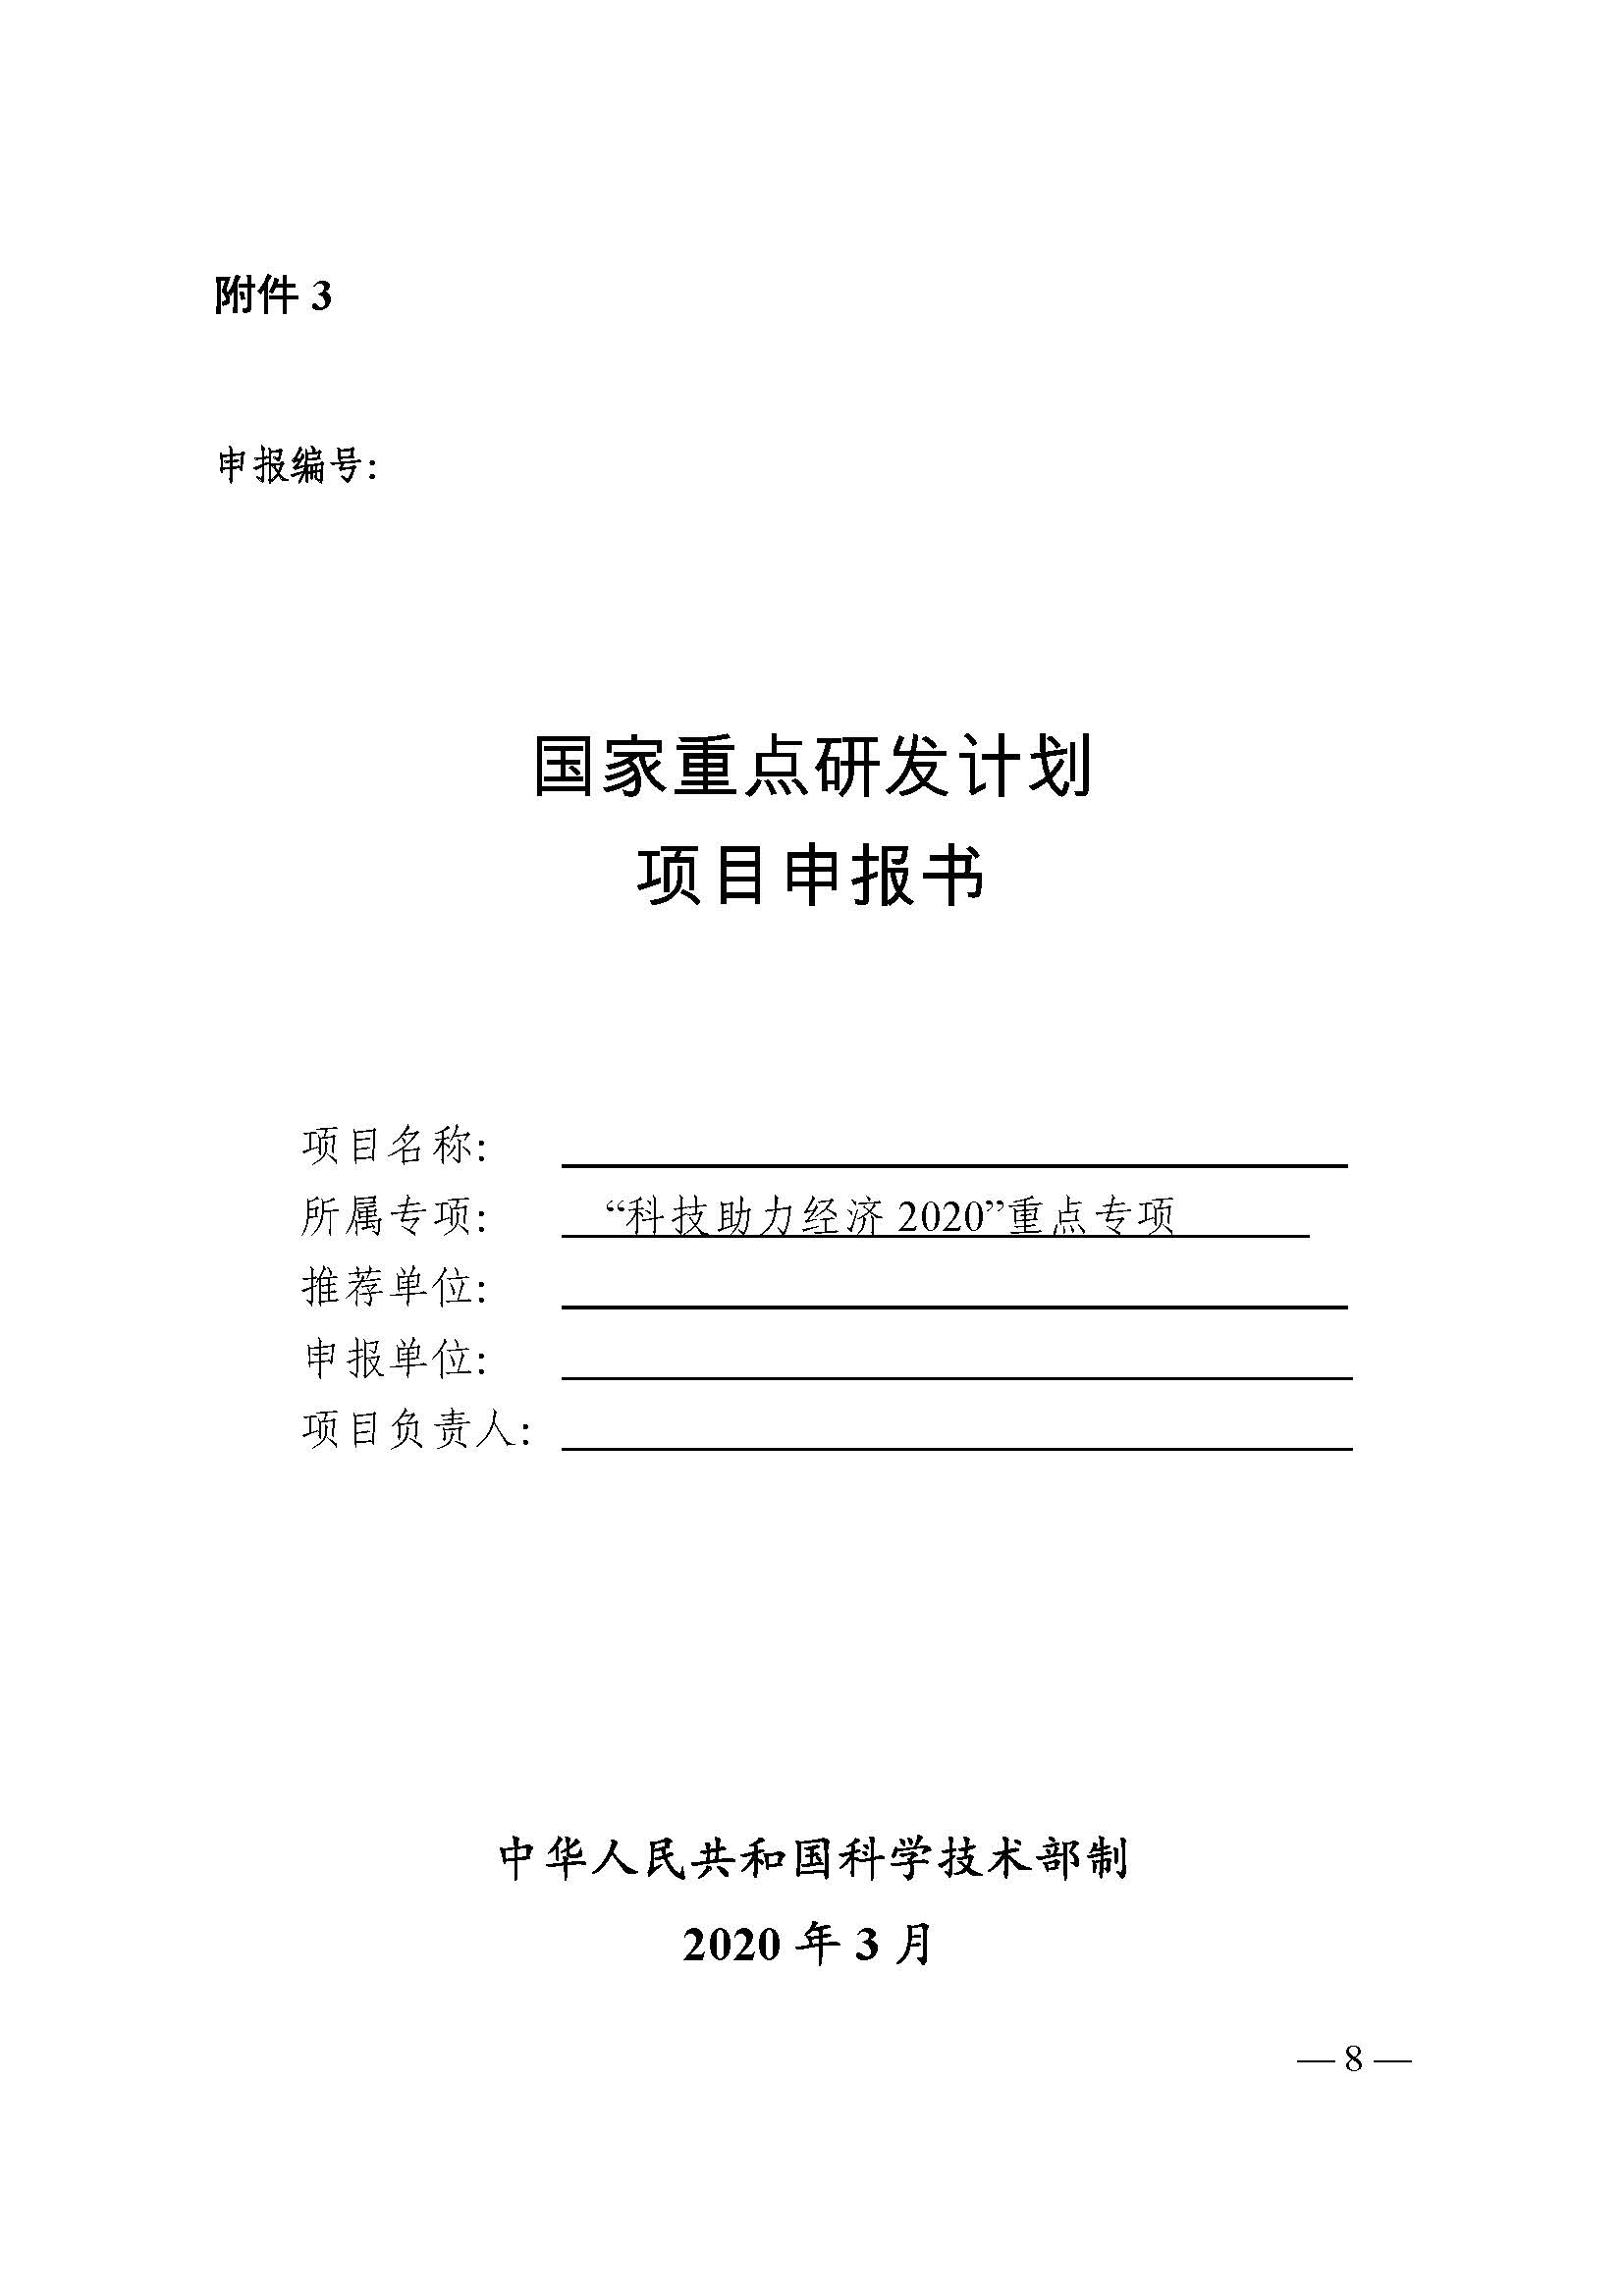 附件 3
申报编号：
国家重点研发计划
项目申报书
项目名称：
所属专项： “科技助力经济 2020”重点专项
推荐单位：
申报单位：
项目负责人：
中华人民共和国科学技术部制
2020 年 3 月
— 8 —